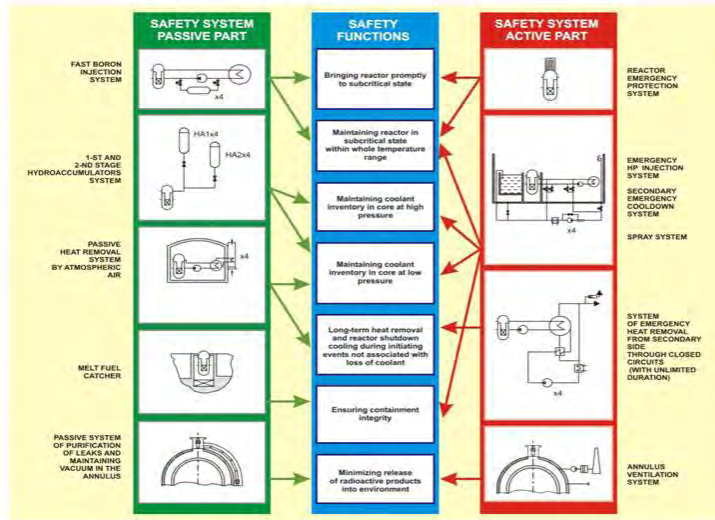 SAFETY SYSTEM
PASSIVE PART
SAFETY
FUNCTIONS
SAFETY SYSTEM
ACTIVE PART
FAST BORON
INJECTION
SYSTEM
x4
Bringing reactor promptly
to subcritical state
REACTOR
EMERGENCY
PROTECTION
SYSTEM
1-ST AND
2-ND STAGE
HYDROACCUMULATORS
SYSTEM
HA1x4
HA2x4
Maintaining reactor in
subcritical state
within whole temperature
range
Maintaining coolant
inventory in core at high
pressure
6
x4
EMERGENCY
HP INJECTION
SYSTEM
SECONDARY
EMERGENCY
COOLDOWN
SYSTEM
SPRAY SYSTEM
PASSIVE
HEAT REMOVAL
SYSTEM
BY ATMOSPHERIC
AIR
x4
Maintaining coolant
inventory in core at low
pressure
Long-term heat removal
and reactor shutdown
cooling during initiating
events not associated with
loss of coolant
x4
SYSTEM
OF EMERGENCY
HEAT REMOVAL
FROM SECONDARY
SIDE
THROUGH CLOSED
CIRCUITS
(WITH UNLIMITED
DURATION)
MELT FUEL
CATCHER
Ensuring containment
integrity
PASSIVE SYSTEM
OF PURIFICATION
OF LEAKS AND
MAINTAINING
VACUUM IN THE
ANNULUS
Minimizing release
of radioactive products
into environment
ANNULUS
VENTILATION
SYSTEM